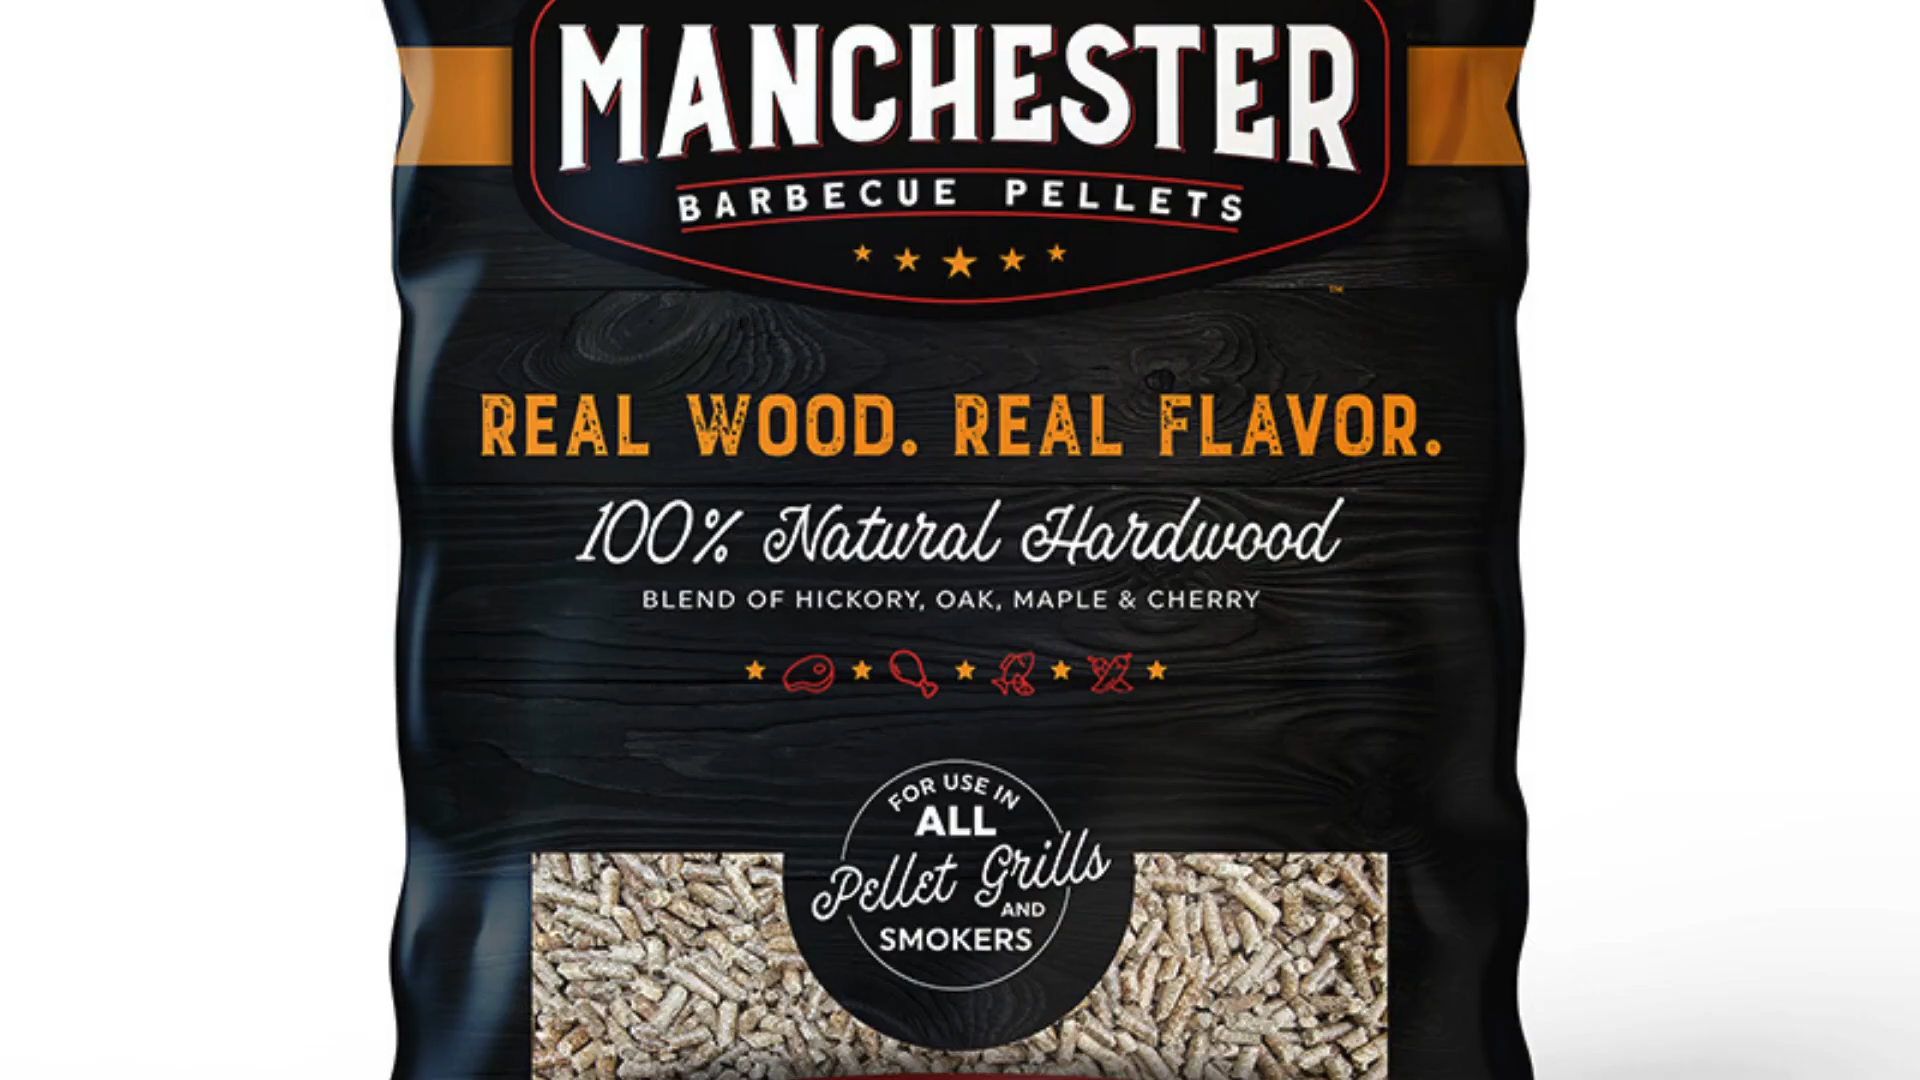 MANCHESTER
BARBECUE PELLETS
™
REAL WOOD. REAL FLAVOR.
100% Natural Hardwood
BLEND OF HICKORY, OAK, MAPLE & CHERRY
FOR USE IN
ALL
Pellet Grills
AND
SMOKERS